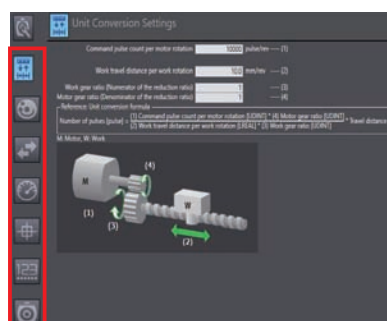 Unit Conversion Settings
Command pulse count per motor rotation 10000 pulse/rev ---- (1)
Work travel distance per work rotation 10.0 mm/rev ---- (2)
Work gear ratio (Numerator of the reduction ratio) 1 ---- (3)
Motor gear ratio (Denominator of the reduction ratio) 1 ---- (4)
Reference: Unit conversion formula
(1) Command pulse count per motor rotation [UDINT] * (4) Motor gear ratio [UDINT]
Number of pulses [pulse] = * Travel distance
(2) Work travel distance per work rotation [LREAL] * (3) Work gear ratio [UDINT]
M: Motor, W: Work
(4)
M
W
(1)
(3)
(2)
123